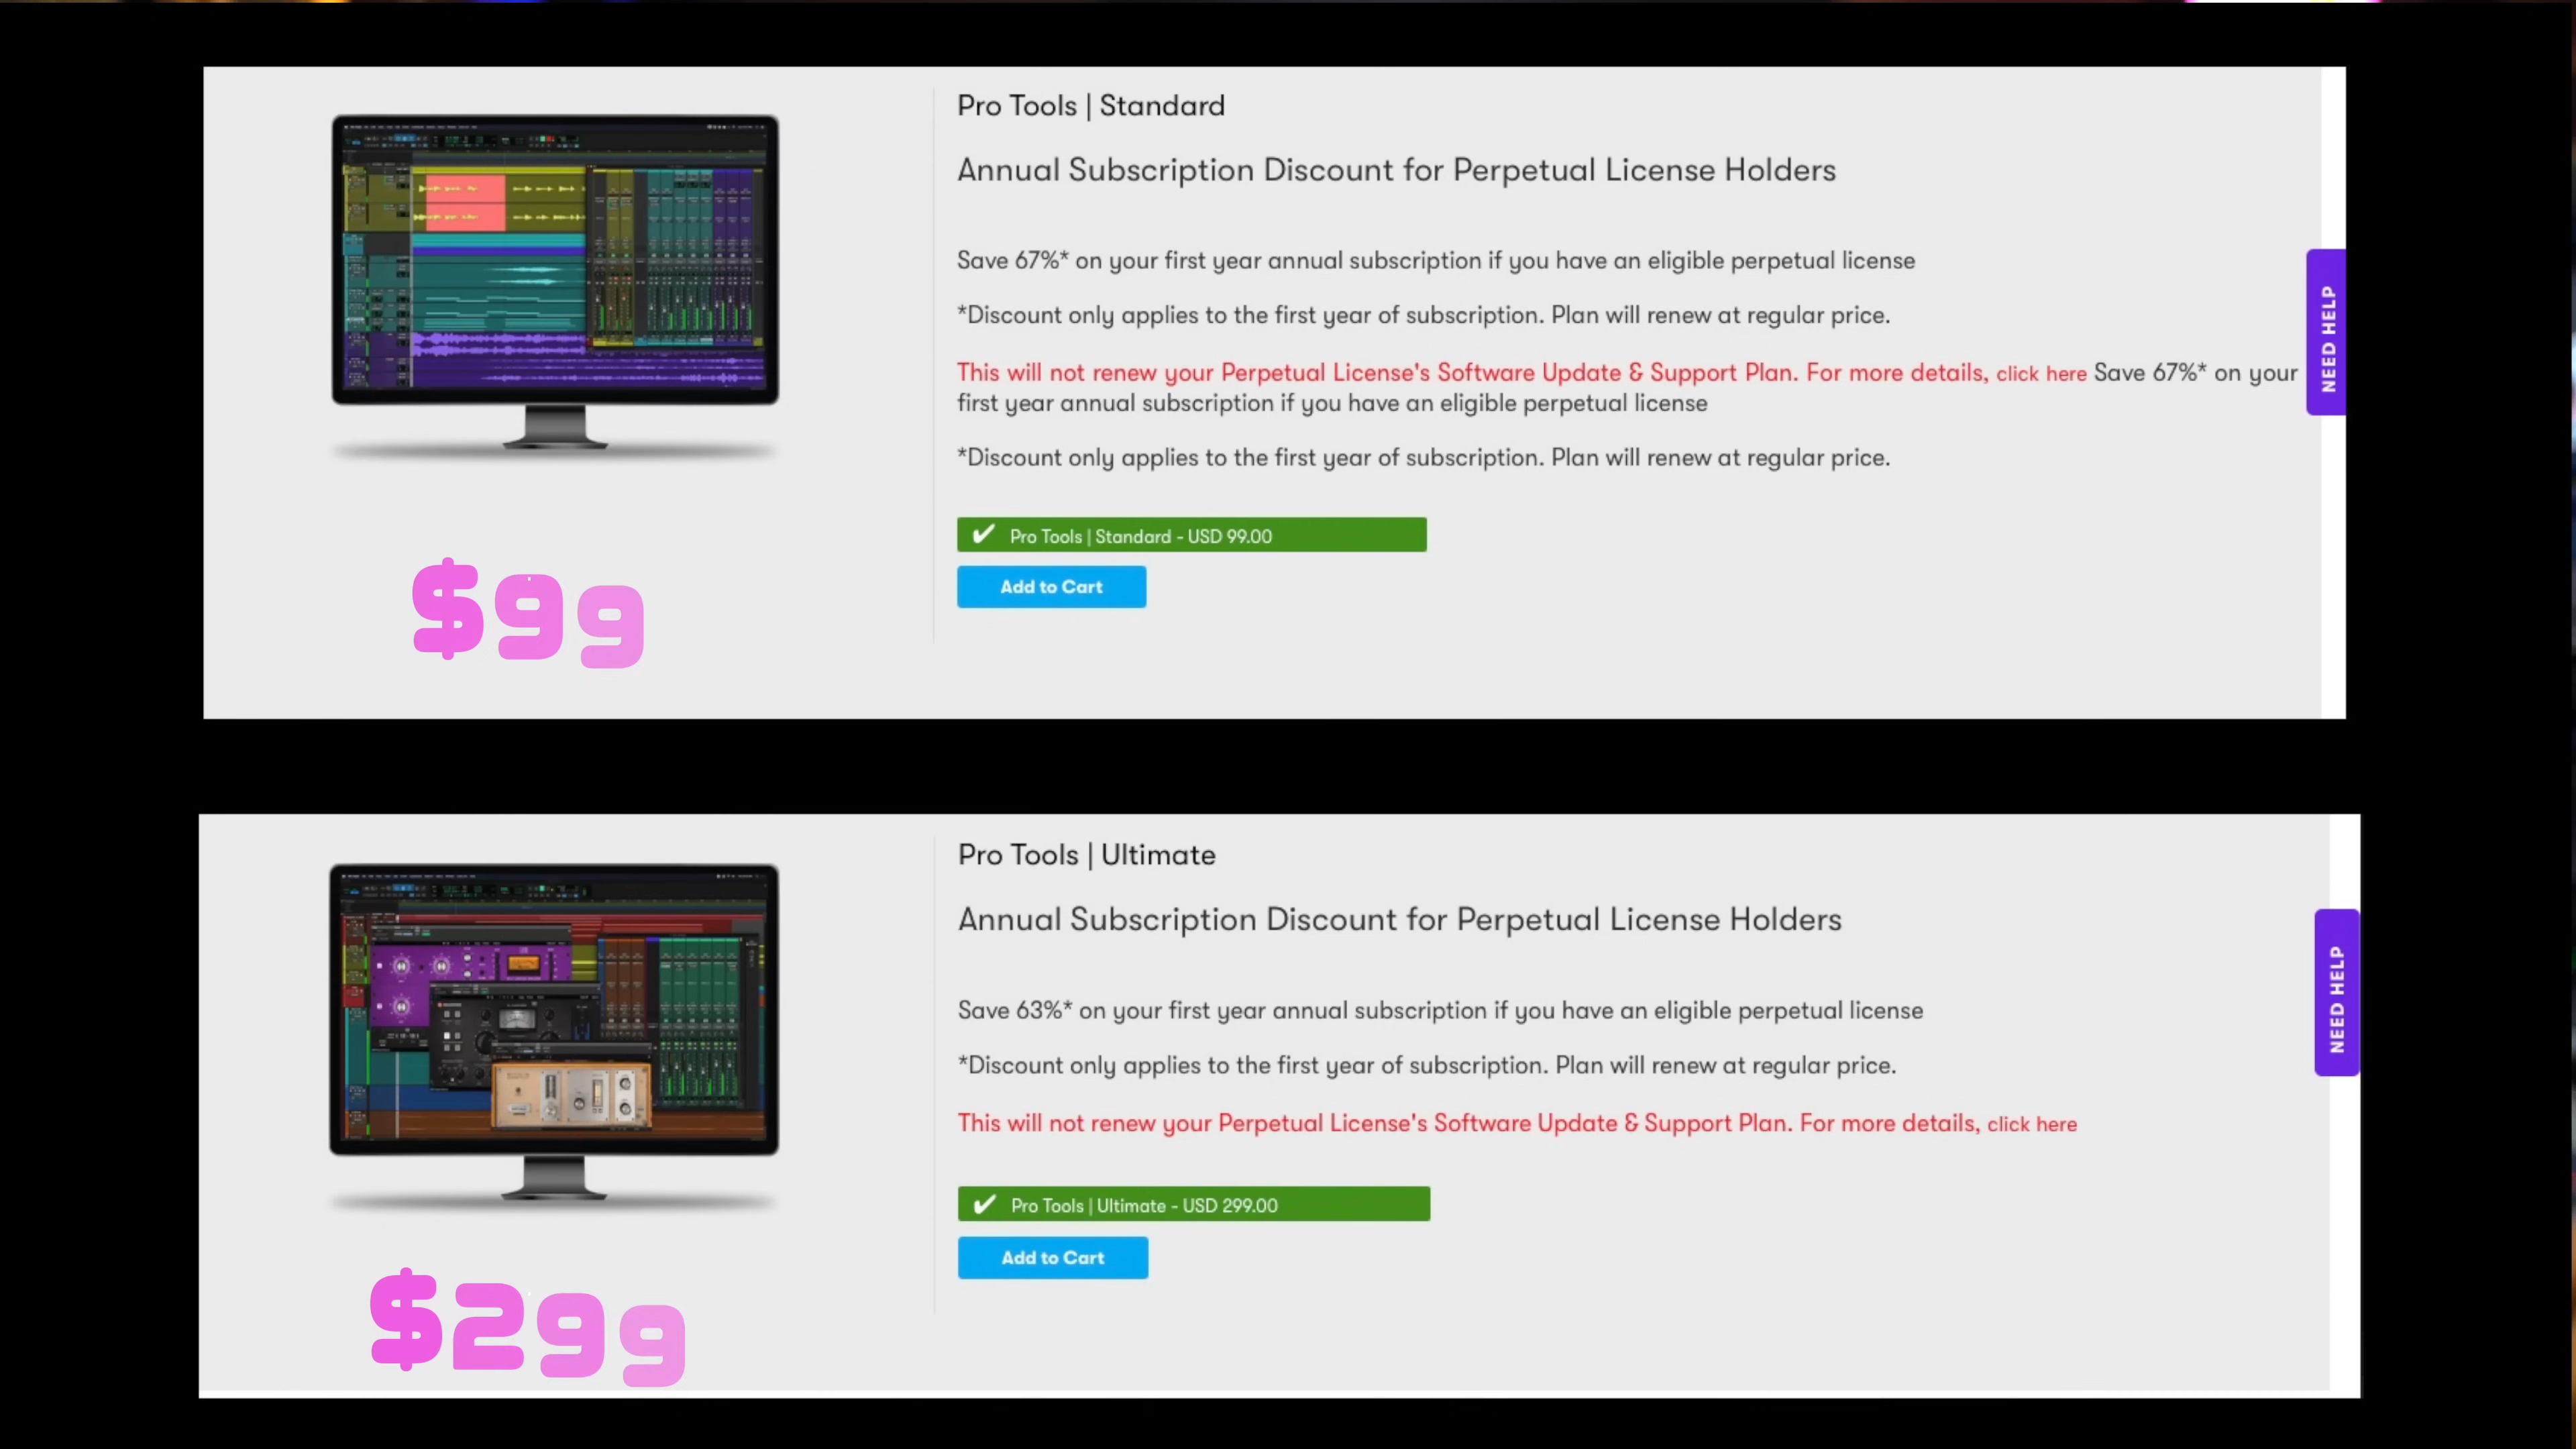 Pro Tools | Standard
Annual Subscription Discount for Perpetual License Holders
Save 67%* on your first year annual subscription if you have an eligible perpetual license
*Discount only applies to the first year of subscription. Plan will renew at regular price.
This will not renew your Perpetual License's Software Update & Support Plan. For more details, click here Save 67%* on your
first year annual subscription if you have an eligible perpetual license
*Discount only applies to the first year of subscription. Plan will renew at regular price.
✔ Pro Tools | Standard - USD 99.00
Add to Cart
$99
NEED HELP
Pro Tools | Ultimate
Annual Subscription Discount for Perpetual License Holders
Save 63%* on your first year annual subscription if you have an eligible perpetual license
*Discount only applies to the first year of subscription. Plan will renew at regular price.
This will not renew your Perpetual License's Software Update & Support Plan. For more details, click here
✔ Pro Tools | Ultimate - USD 299.00
Add to Cart
$299
NEED HELP